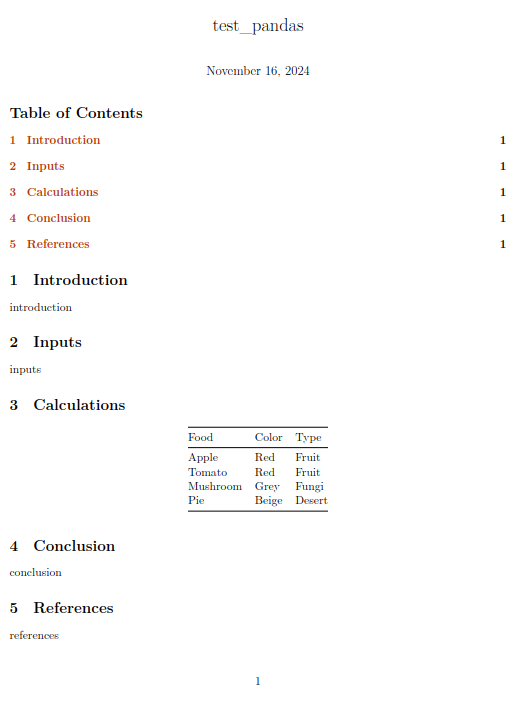 test_pandas
November 16, 2024
Table of Contents
1 Introduction 1
2 Inputs 1
3 Calculations 1
4 Conclusion 1
5 References 1
1 Introduction
introduction
2 Inputs
inputs
3 Calculations
Food Color Type
Apple Red Fruit
Tomato Red Fruit
Mushroom Grey Fungi
Pie Beige Desert
4 Conclusion
conclusion
5 References
references
1